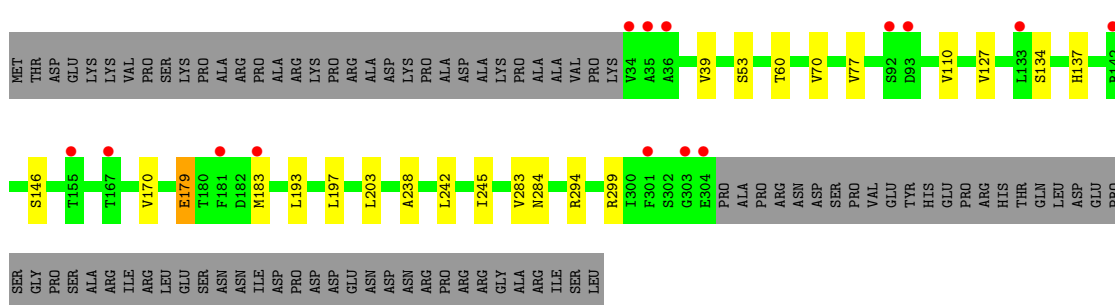 MET THR ASP GLU LYS LYS VAL PRO SER LYS PRO ALA ARG PRO ALA ARG LYS PRO ARG ALA ASP LYS PRO ALA ASP ALA LYS PRO ALA ALA VAL PRO LYS V34 A35 A36 V39 S53 T60 V70 V77 S92 D93 V110 V127 L133 S134 H137
S146 T155 T167 V170 E179 T180 F181 D182 M183 L193 L197 L203 A238 L242 I245 V283 N284 R294 R299 I300 F301 S302 G303 E304 PRO ALA PRO ARG ASN ASP SER PRO VAL GLU TYR HIS GLU PRO ARG HIS THR GLN LEU ASP GLU PRO
SER GLY PRO SER ALA ARG ILE ARG LEU GLU SER ASN ASN ILE ASP PRO ASP ASP GLU ASN ASP ASN ARG PRO ARG ARG GLY ALA ARG ILE SER LEU